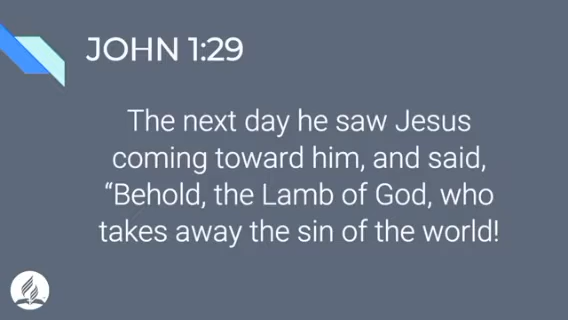 JOHN 1:29
The next day he saw Jesus
coming toward him, and said,
“Behold, the Lamb of God, who
takes away the sin of the world!